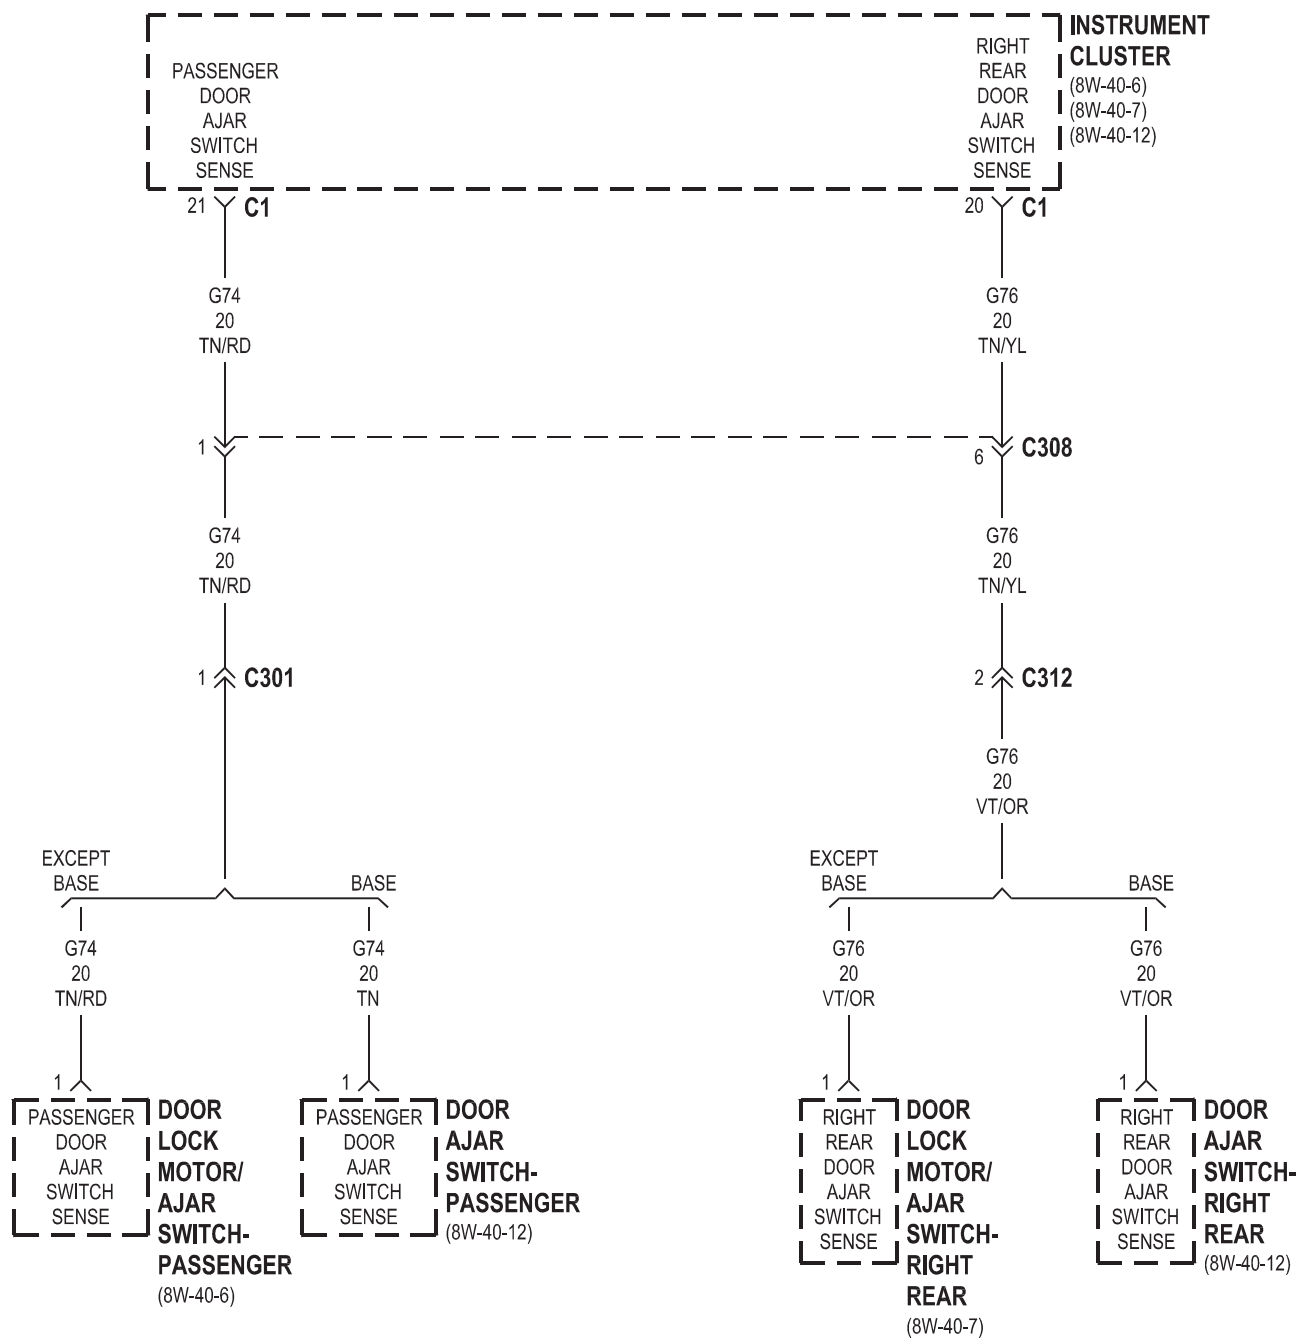 PASSENGER
DOOR
AJAR
SWITCH
SENSE
RIGHT
REAR
DOOR
AJAR
SWITCH
SENSE
INSTRUMENT
CLUSTER
(8W-40-6)
(8W-40-7)
(8W-40-12)
21 C1
20 C1
G74
20
TN/RD
G76
20
TN/YL
1
6 C308
G74
20
TN/RD
G76
20
TN/YL
1 C301
2 C312
G76
20
VT/OR
EXCEPT
BASE
BASE
EXCEPT
BASE
BASE
G74
20
TN/RD
G74
20
TN
G76
20
VT/OR
G76
20
VT/OR
1
PASSENGER
DOOR
AJAR
SWITCH
SENSE
DOOR
LOCK
MOTOR/
AJAR
SWITCH-
PASSENGER
(8W-40-6)
1
PASSENGER
DOOR
AJAR
SWITCH
SENSE
DOOR
AJAR
SWITCH-
PASSENGER
(8W-40-12)
1
RIGHT
REAR
DOOR
AJAR
SWITCH
SENSE
DOOR
LOCK
MOTOR/
AJAR
SWITCH-
RIGHT
REAR
(8W-40-7)
1
RIGHT
REAR
DOOR
AJAR
SWITCH
SENSE
DOOR
AJAR
SWITCH-
RIGHT
REAR
(8W-40-12)